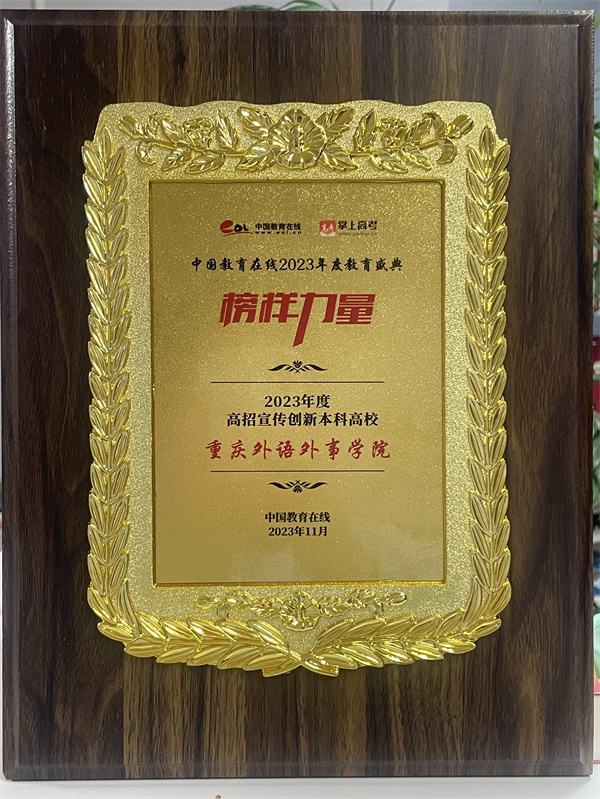 eol 中国教育在线 掌上高考
www.eol.cn
中国教育在线2023年度教育盛典
榜样力量
2023年度
高招宣传创新本科高校
重庆外语外事学院
中国教育在线
2023年11月